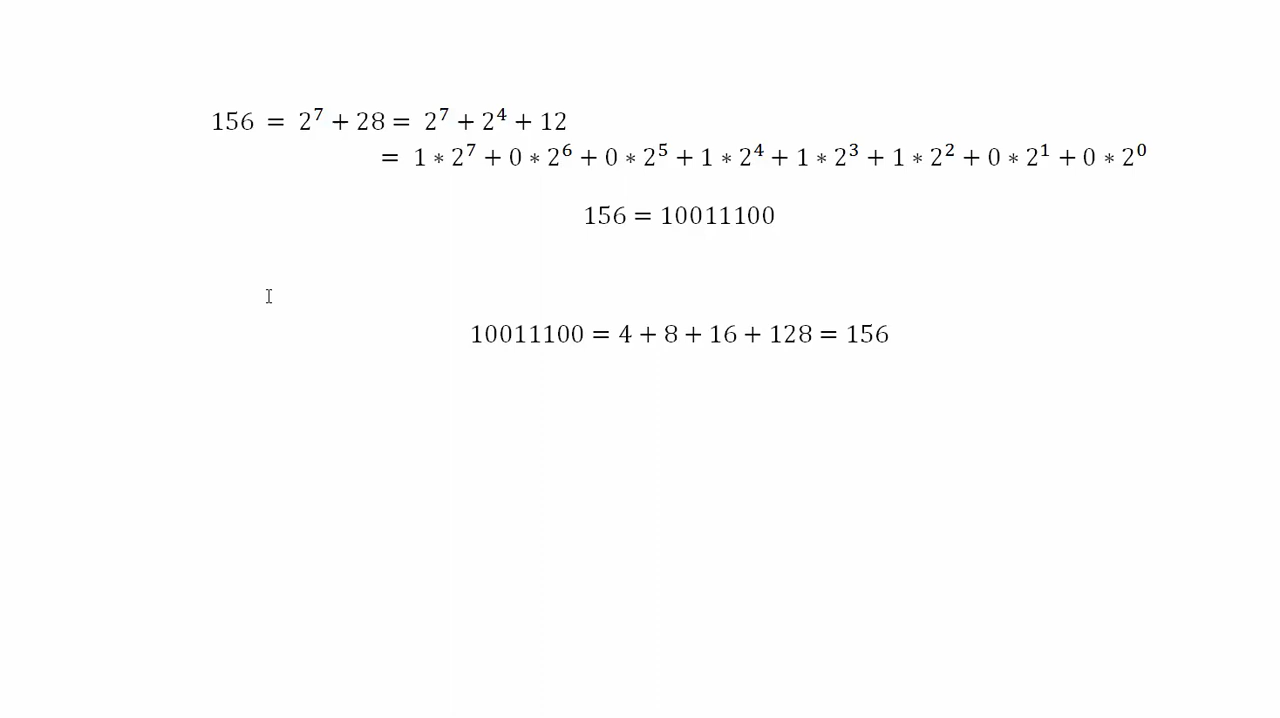 156 = 2⁷ + 28 = 2⁷ + 2⁴ + 12
= 1 ∗ 2⁷ + 0 ∗ 2⁶ + 0 ∗ 2⁵ + 1 ∗ 2⁴ + 1 ∗ 2³ + 1 ∗ 2² + 0 ∗ 2¹ + 0 ∗ 2⁰
156 = 10011100
10011100 = 4 + 8 + 16 + 128 = 156